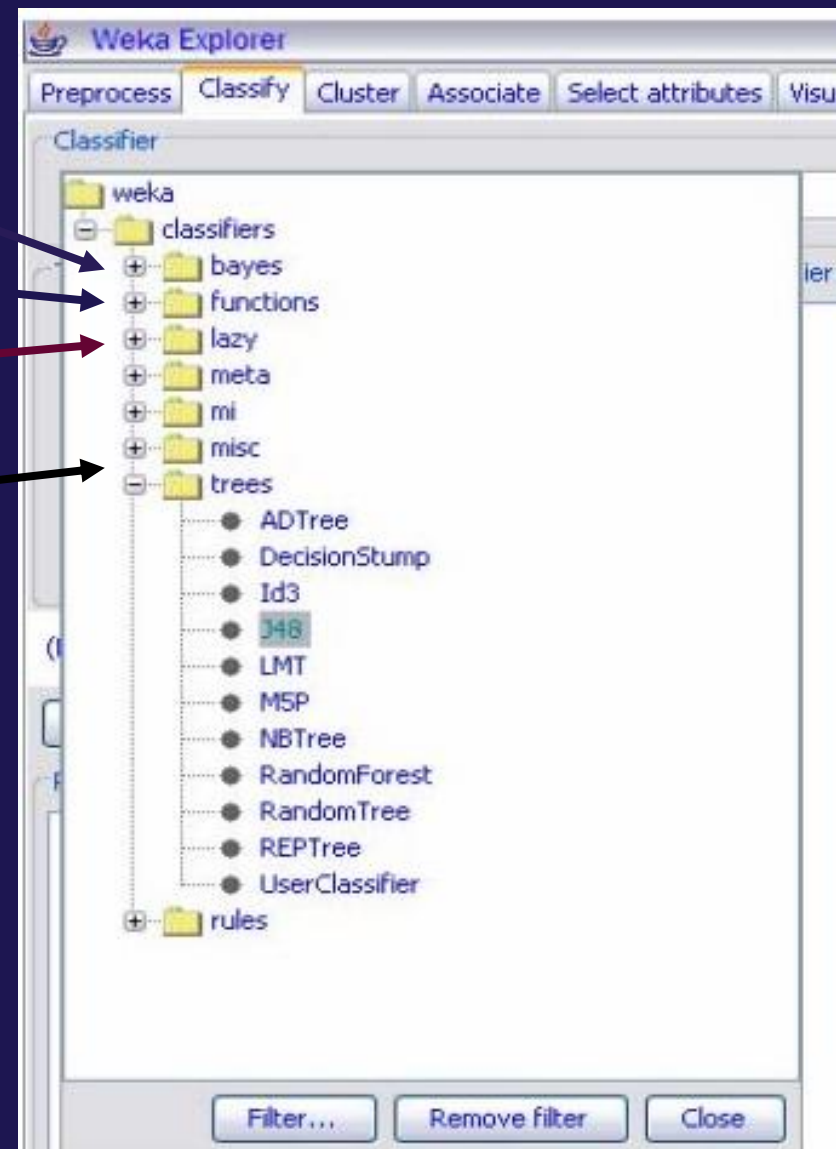 Weka Explorer
Preprocess Classify Cluster Associate Select attributes Visu
Classifier
weka
classifiers
bayes
ier
functions
lazy
meta
mi
misc
trees
ADTree
DecisionStump
Id3
J48
LMT
M5P
NBTree
RandomForest
RandomTree
REPTree
UserClassifier
rules
Filter... Remove filter Close